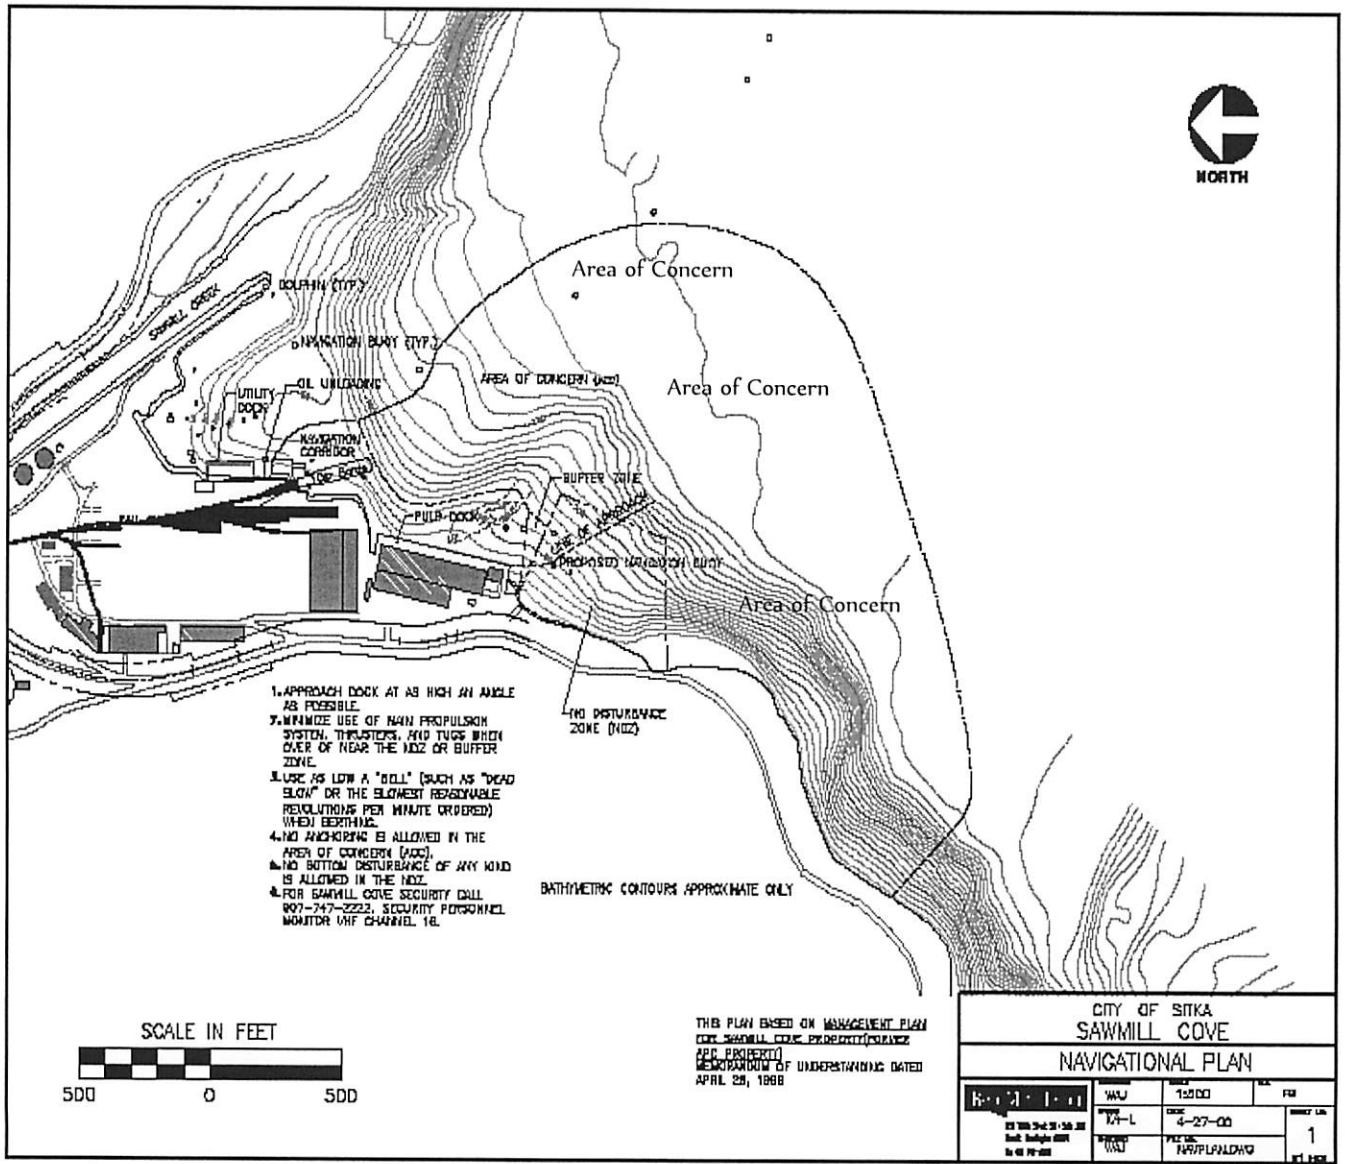 NORTH
Area of Concern
SAWMILL CREEK
DOLPHIN (TYP.)
NAVIGATION BUOY (TYP.)
AREA OF CONCERN (AOC)
Area of Concern
OIL UNLOADING
UTILITY
DOCK
NAVIGATION
CORRIDOR
BUFFER ZONE
LINE OF APPROACH
PULP DOCK
PROPOSED NAVIGATION BUOY
Area of Concern
NO DISTURBANCE
ZONE (NDZ)
1. APPROACH DOCK AT AS HIGH AN ANGLE
AS POSSIBLE.
MINIMIZE USE OF MAIN PROPULSION
SYSTEM, THRUSTERS, AND TUGS WHEN
OVER OF NEAR THE NDZ OR BUFFER
ZONE.
USE AS LOW A "BELL" (SUCH AS "DEAD
SLOW" OR THE SLOWEST REASONABLE
REVOLUTIONS PER MINUTE ORDERED)
WHEN BERTHING.
4. NO ANCHORING IS ALLOWED IN THE
AREA OF CONCERN (AOC).
NO BOTTOM DISTURBANCE OF ANY KIND
IS ALLOWED IN THE NDZ.
FOR SAWMILL COVE SECURITY CALL
907-747-2222. SECURITY PERSONNEL
MONITOR VHF CHANNEL 16.
BATHYMETRIC CONTOURS APPROXIMATE ONLY
SCALE IN FEET
500 0 500
THIS PLAN BASED ON MANAGEMENT PLAN
FOR SAWMILL COVE PROPERTY (FORMER
APC PROPERTY)
MEMORANDUM OF UNDERSTANDING DATED
APRIL 28, 1998
CITY OF SITKA
SAWMILL COVE
NAVIGATIONAL PLAN
4-27-00
NAVPLAN.DWG
1